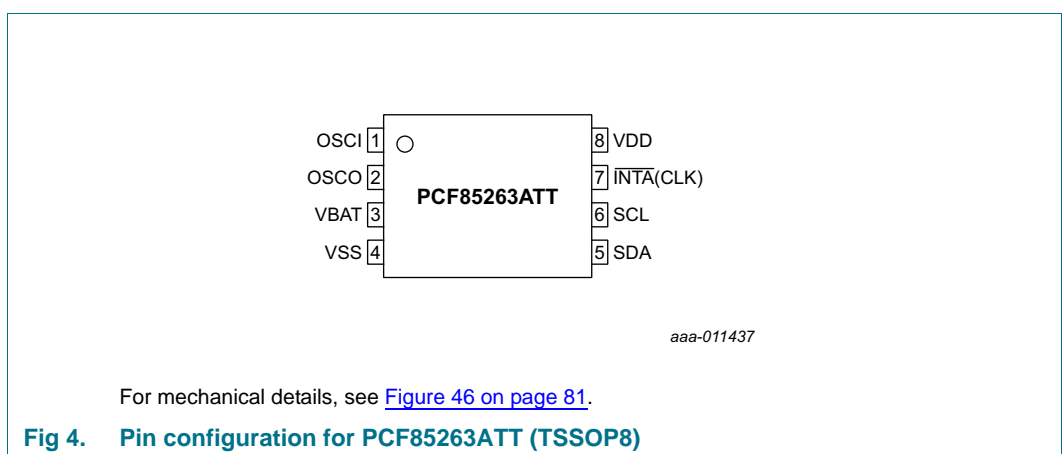 OSCI 1 8 VDD
OSCO 2 PCF85263ATT 7 INTA(CLK)
VBAT 3 6 SCL
VSS 4 5 SDA
aaa-011437
For mechanical details, see Figure 46 on page 81.
Fig 4. Pin configuration for PCF85263ATT (TSSOP8)